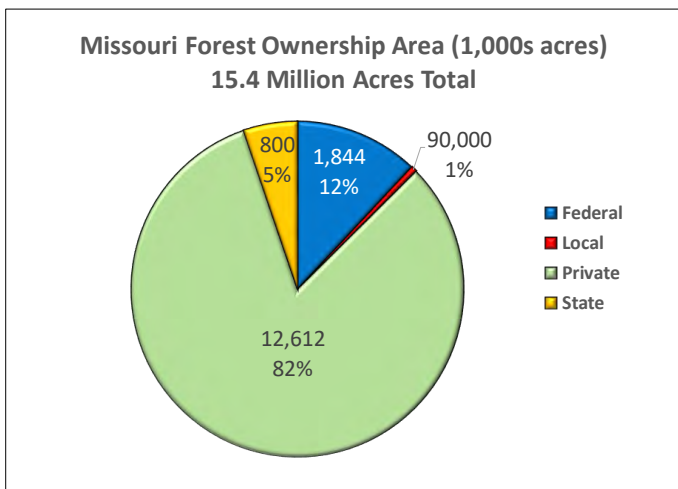 Missouri Forest Ownership Area (1,000s acres)
15.4 Million Acres Total
800
5%
1,844
12%
90,000
1%
Federal
Local
Private
State
12,612
82%